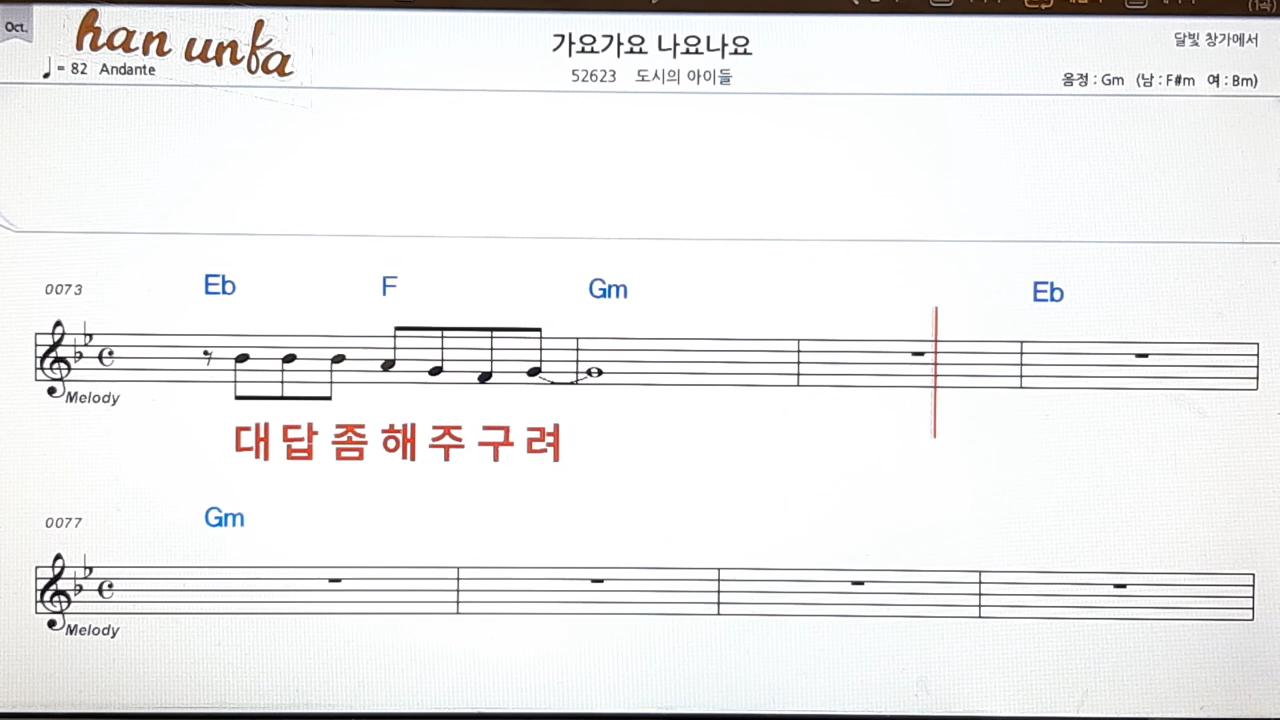 Oct.
han unfa
가요가요 나요나요
달빛 창가에서
♩= 82 Andante
52623 도시의 아이들
음정 : Gm (남 : F#m 여 : Bm)
Eb F Gm Eb
0073
Melody
대 답 좀 해 주 구 려
Gm
0077
Melody